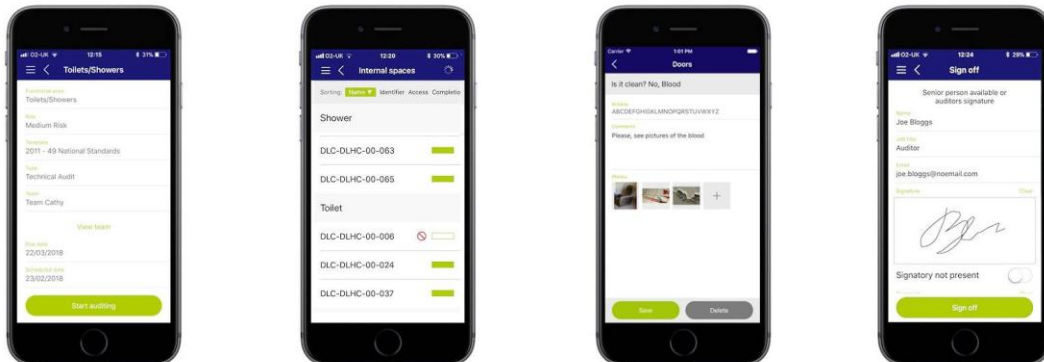 O2-UK 12:15 31%
Toilets/Showers
Functional area
Toilets/Showers
Risk
Medium Risk
Template
2011 - 49 National Standards
Type
Technical Audit
Team
Team Cathy
View team
Due date
22/03/2018
Scheduled date
23/02/2018
Start auditing
O2-UK 12:20 30%
Internal spaces
Sorting: Name ▼ Identifier Access Completio
Shower
DLC-DLHC-00-063
DLC-DLHC-00-065
Toilet
DLC-DLHC-00-006
DLC-DLHC-00-024
DLC-DLHC-00-037
Carrier 1:01 PM
Doors
Is it clean? No, Blood
ABCDEFGHIGKLMNOPQRSTUVWXYZ
Comments
Please, see pictures of the blood
Photos
Save Delete
O2-UK 12:24 29%
Sign off
Senior person available or
auditors signature
Name
Joe Bloggs
Job title
Auditor
Email
joe.bloggs@noemail.com
Signature Clear
Signatory not present
Sign off